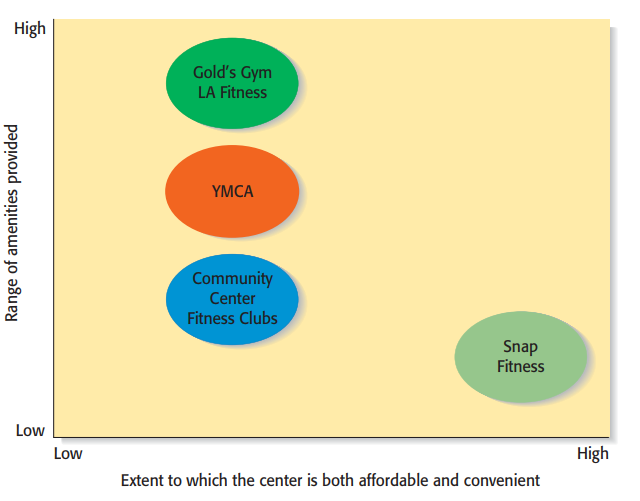 High
Range of amenities provided
Gold's Gym
LA Fitness
YMCA
Community
Center
Fitness Clubs
Snap
Fitness
Low
Low
High
Extent to which the center is both affordable and convenient